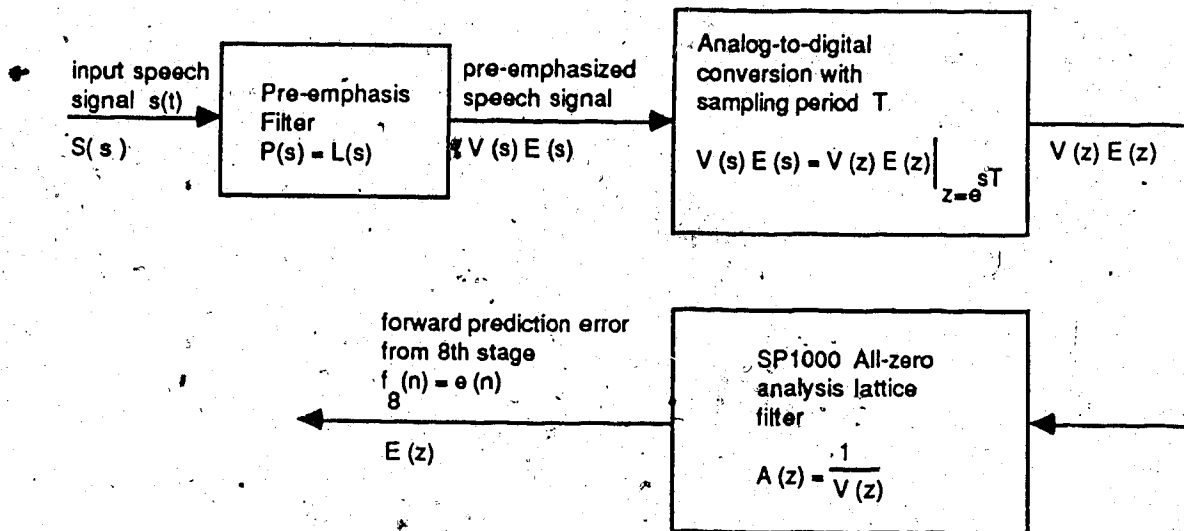 input speech
signal s(t)
S( s )
Pre-emphasis
Filter
P(s) = L(s)
pre-emphasized
speech signal
V (s) E (s)
Analog-to-digital
conversion with
sampling period T
V (s) E (s) = V (z) E (z)|z=e^sT
V (z) E (z)
forward prediction error
from 8th stage
f8(n) = e (n)
E (z)
SP1000 All-zero
analysis lattice
filter
A (z) = 1 / V (z)